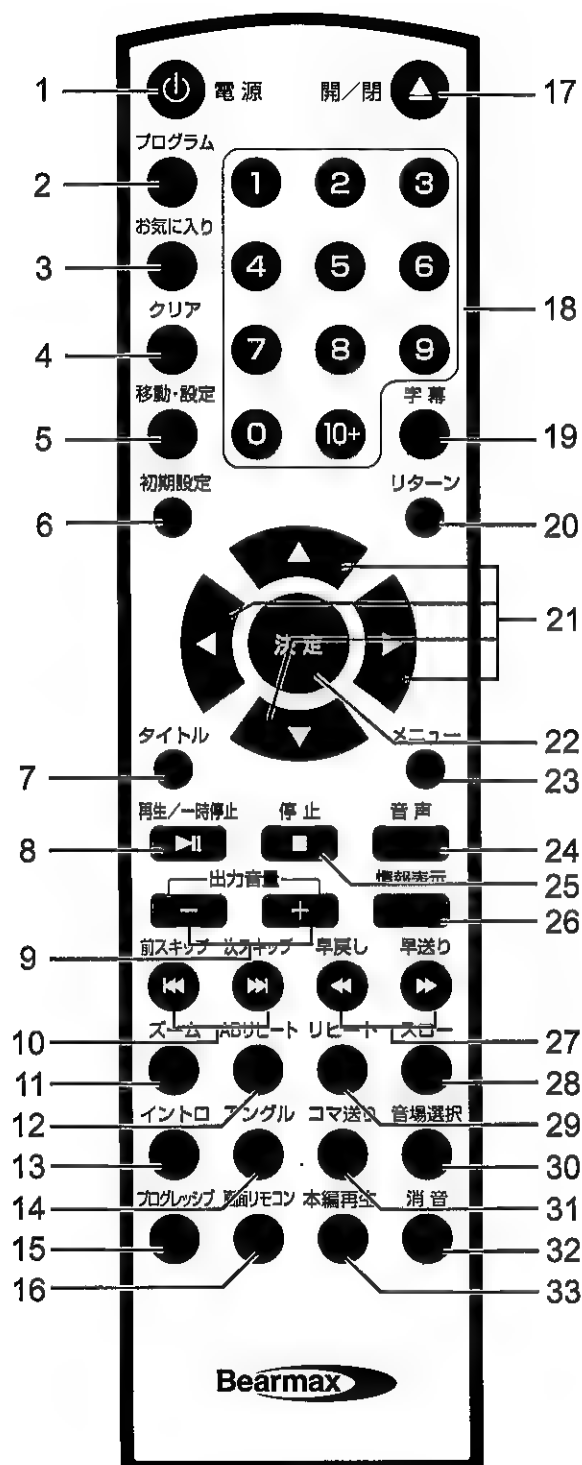 1 電源 開／閉 17
プログラム
2 1 2 3
お気に入り
3 4 5 6
18
クリア
4 7 8 9
移動・設定 字幕
5 0 10+ 19
初期設定 リターン
6 20
21
決定
タイトル メニュー 22
7 23
再生／一時停止 停止 音声
8 24
25
出力音量 情報表示
－ ＋ 26
9
前スキップ 次スキップ 早戻し 早送り
10 27
ズーム ABリピート リピート スロー
11 28
12 29
イントロ アングル コマ送り 音場選択
13 30
14 31
プログレッシブ 画面リモコン 本編再生 消音
15 32
16 33
Bearmax